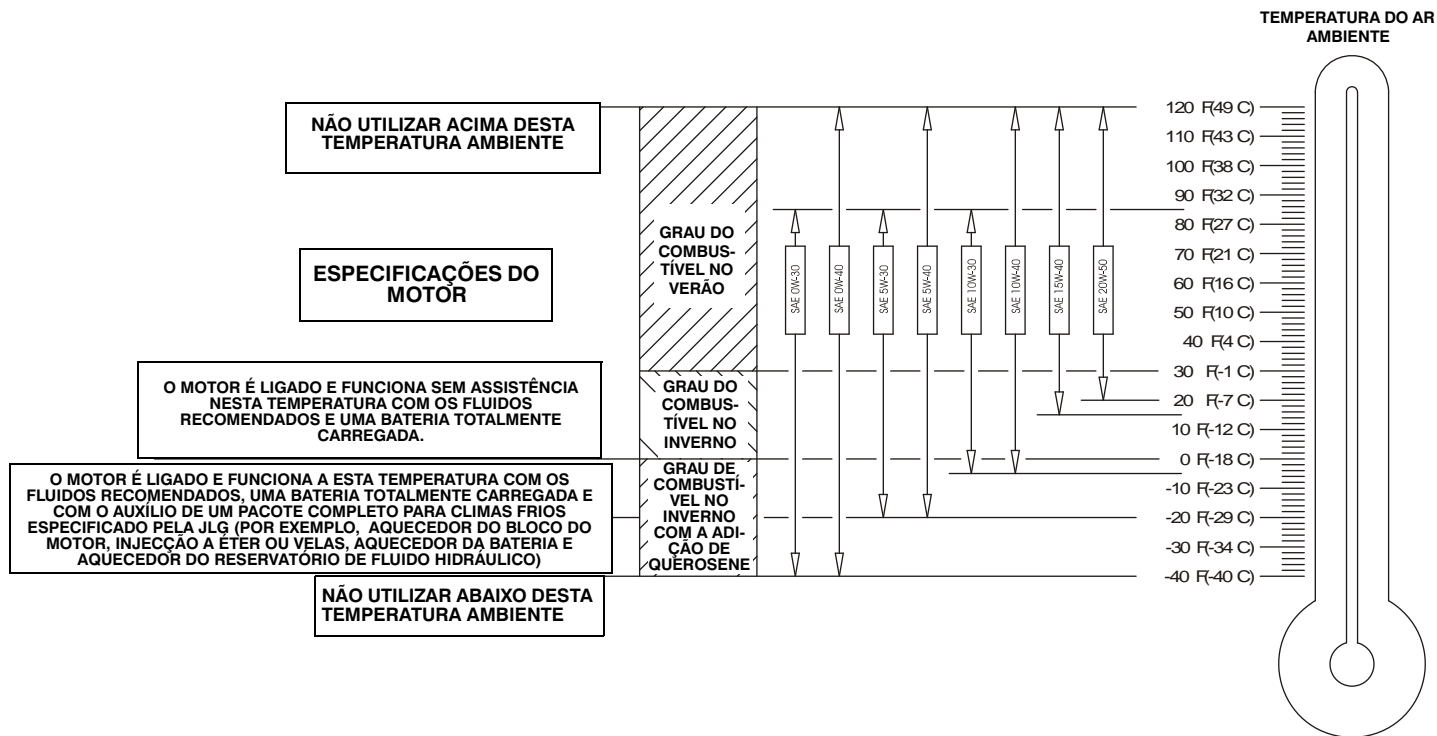 TEMPERATURA DO AR
AMBIENTE
NÃO UTILIZAR ACIMA DESTA
TEMPERATURA AMBIENTE
ESPECIFICAÇÕES DO
MOTOR
O MOTOR É LIGADO E FUNCIONA SEM ASSISTÊNCIA
NESTA TEMPERATURA COM OS FLUIDOS
RECOMENDADOS E UMA BATERIA TOTALMENTE
CARREGADA.
O MOTOR É LIGADO E FUNCIONA A ESTA TEMPERATURA COM OS
FLUIDOS RECOMENDADOS, UMA BATERIA TOTALMENTE CARREGADA E
COM O AUXÍLIO DE UM PACOTE COMPLETO PARA CLIMAS FRIOS
ESPECIFICADO PELA JLG (POR EXEMPLO, AQUECEDOR DO BLOCO DO
MOTOR, INJECÇÃO A ÉTER OU VELAS, AQUECEDOR DA BATERIA E
AQUECEDOR DO RESERVATÓRIO DE FLUIDO HIDRÁULICO)
NÃO UTILIZAR ABAIXO DESTA
TEMPERATURA AMBIENTE
GRAU DO
COMBUS-
TÍVEL NO
VERÃO
GRAU DO
COMBUS-
TÍVEL NO
INVERNO
GRAU DE
COMBUSTÍ-
VEL NO
INVERNO
COM A ADI-
ÇÃO DE
QUEROSENE
SAE 0W-30
SAE 0W-40
SAE 5W-30
SAE 5W-40
SAE 10W-30
SAE 10W-40
SAE 15W-40
SAE 20W-50
120 F(49 C)
110 F(43 C)
100 F(38 C)
90 F(32 C)
80 F(27 C)
70 F(21 C)
60 F(16 C)
50 F(10 C)
40 F(4 C)
30 F(-1 C)
20 F(-7 C)
10 F(-12 C)
0 F(-18 C)
-10 F(-23 C)
-20 F(-29 C)
-30 F(-34 C)
-40 F(-40 C)